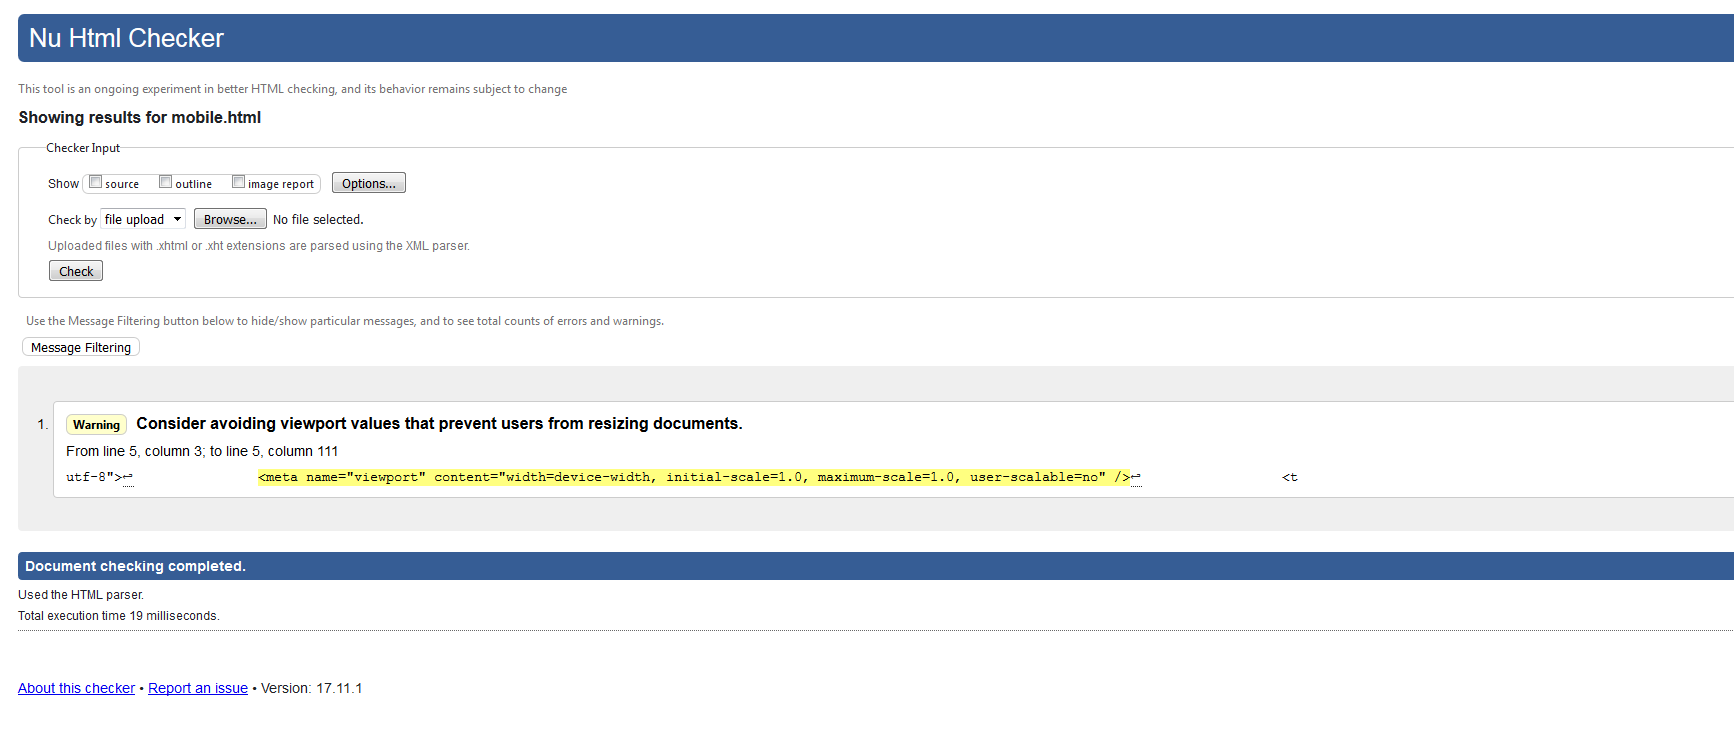 Nu Html Checker
This tool is an ongoing experiment in better HTML checking, and its behavior remains subject to change
Showing results for mobile.html
Checker Input
Show source outline image report Options...
Check by file upload Browse... No file selected.
Uploaded files with .xhtml or .xht extensions are parsed using the XML parser.
Check
Use the Message Filtering button below to hide/show particular messages, and to see total counts of errors and warnings.
Message Filtering
1. Warning Consider avoiding viewport values that prevent users from resizing documents.
From line 5, column 3; to line 5, column 111
utf-8">↩ <meta name="viewport" content="width=device-width, initial-scale=1.0, maximum-scale=1.0, user-scalable=no" />↩ <t
Document checking completed.
Used the HTML parser.
Total execution time 19 milliseconds.
About this checker • Report an issue • Version: 17.11.1